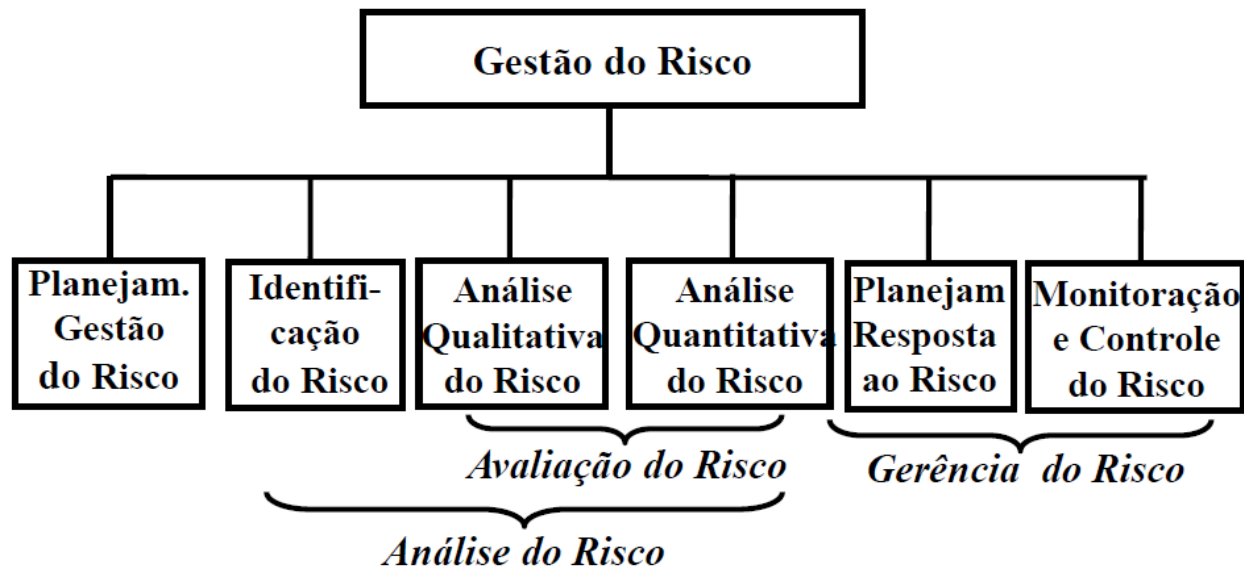 Gestão do Risco
Planejam.
Gestão
do Risco
Identifi-
cação
do Risco
Análise
Qualitativa
do Risco
Análise
Quantitativa
do Risco
Planejam
Resposta
ao Risco
Monitoração
e Controle
do Risco
Avaliação do Risco
Gerência do Risco
Análise do Risco